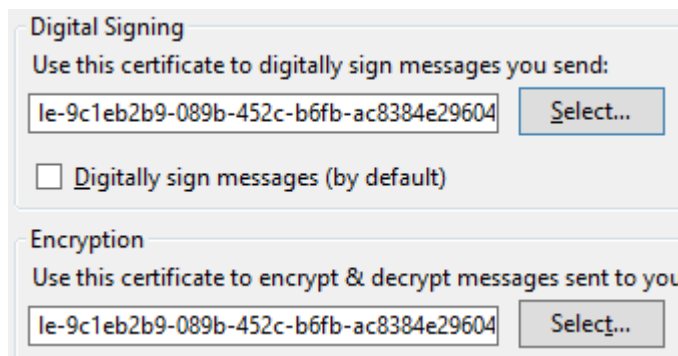 Digital Signing
Use this certificate to digitally sign messages you send:
le-9c1eb2b9-089b-452c-b6fb-ac8384e29604 Select...
Digitally sign messages (by default)
Encryption
Use this certificate to encrypt & decrypt messages sent to you
le-9c1eb2b9-089b-452c-b6fb-ac8384e29604 Select...